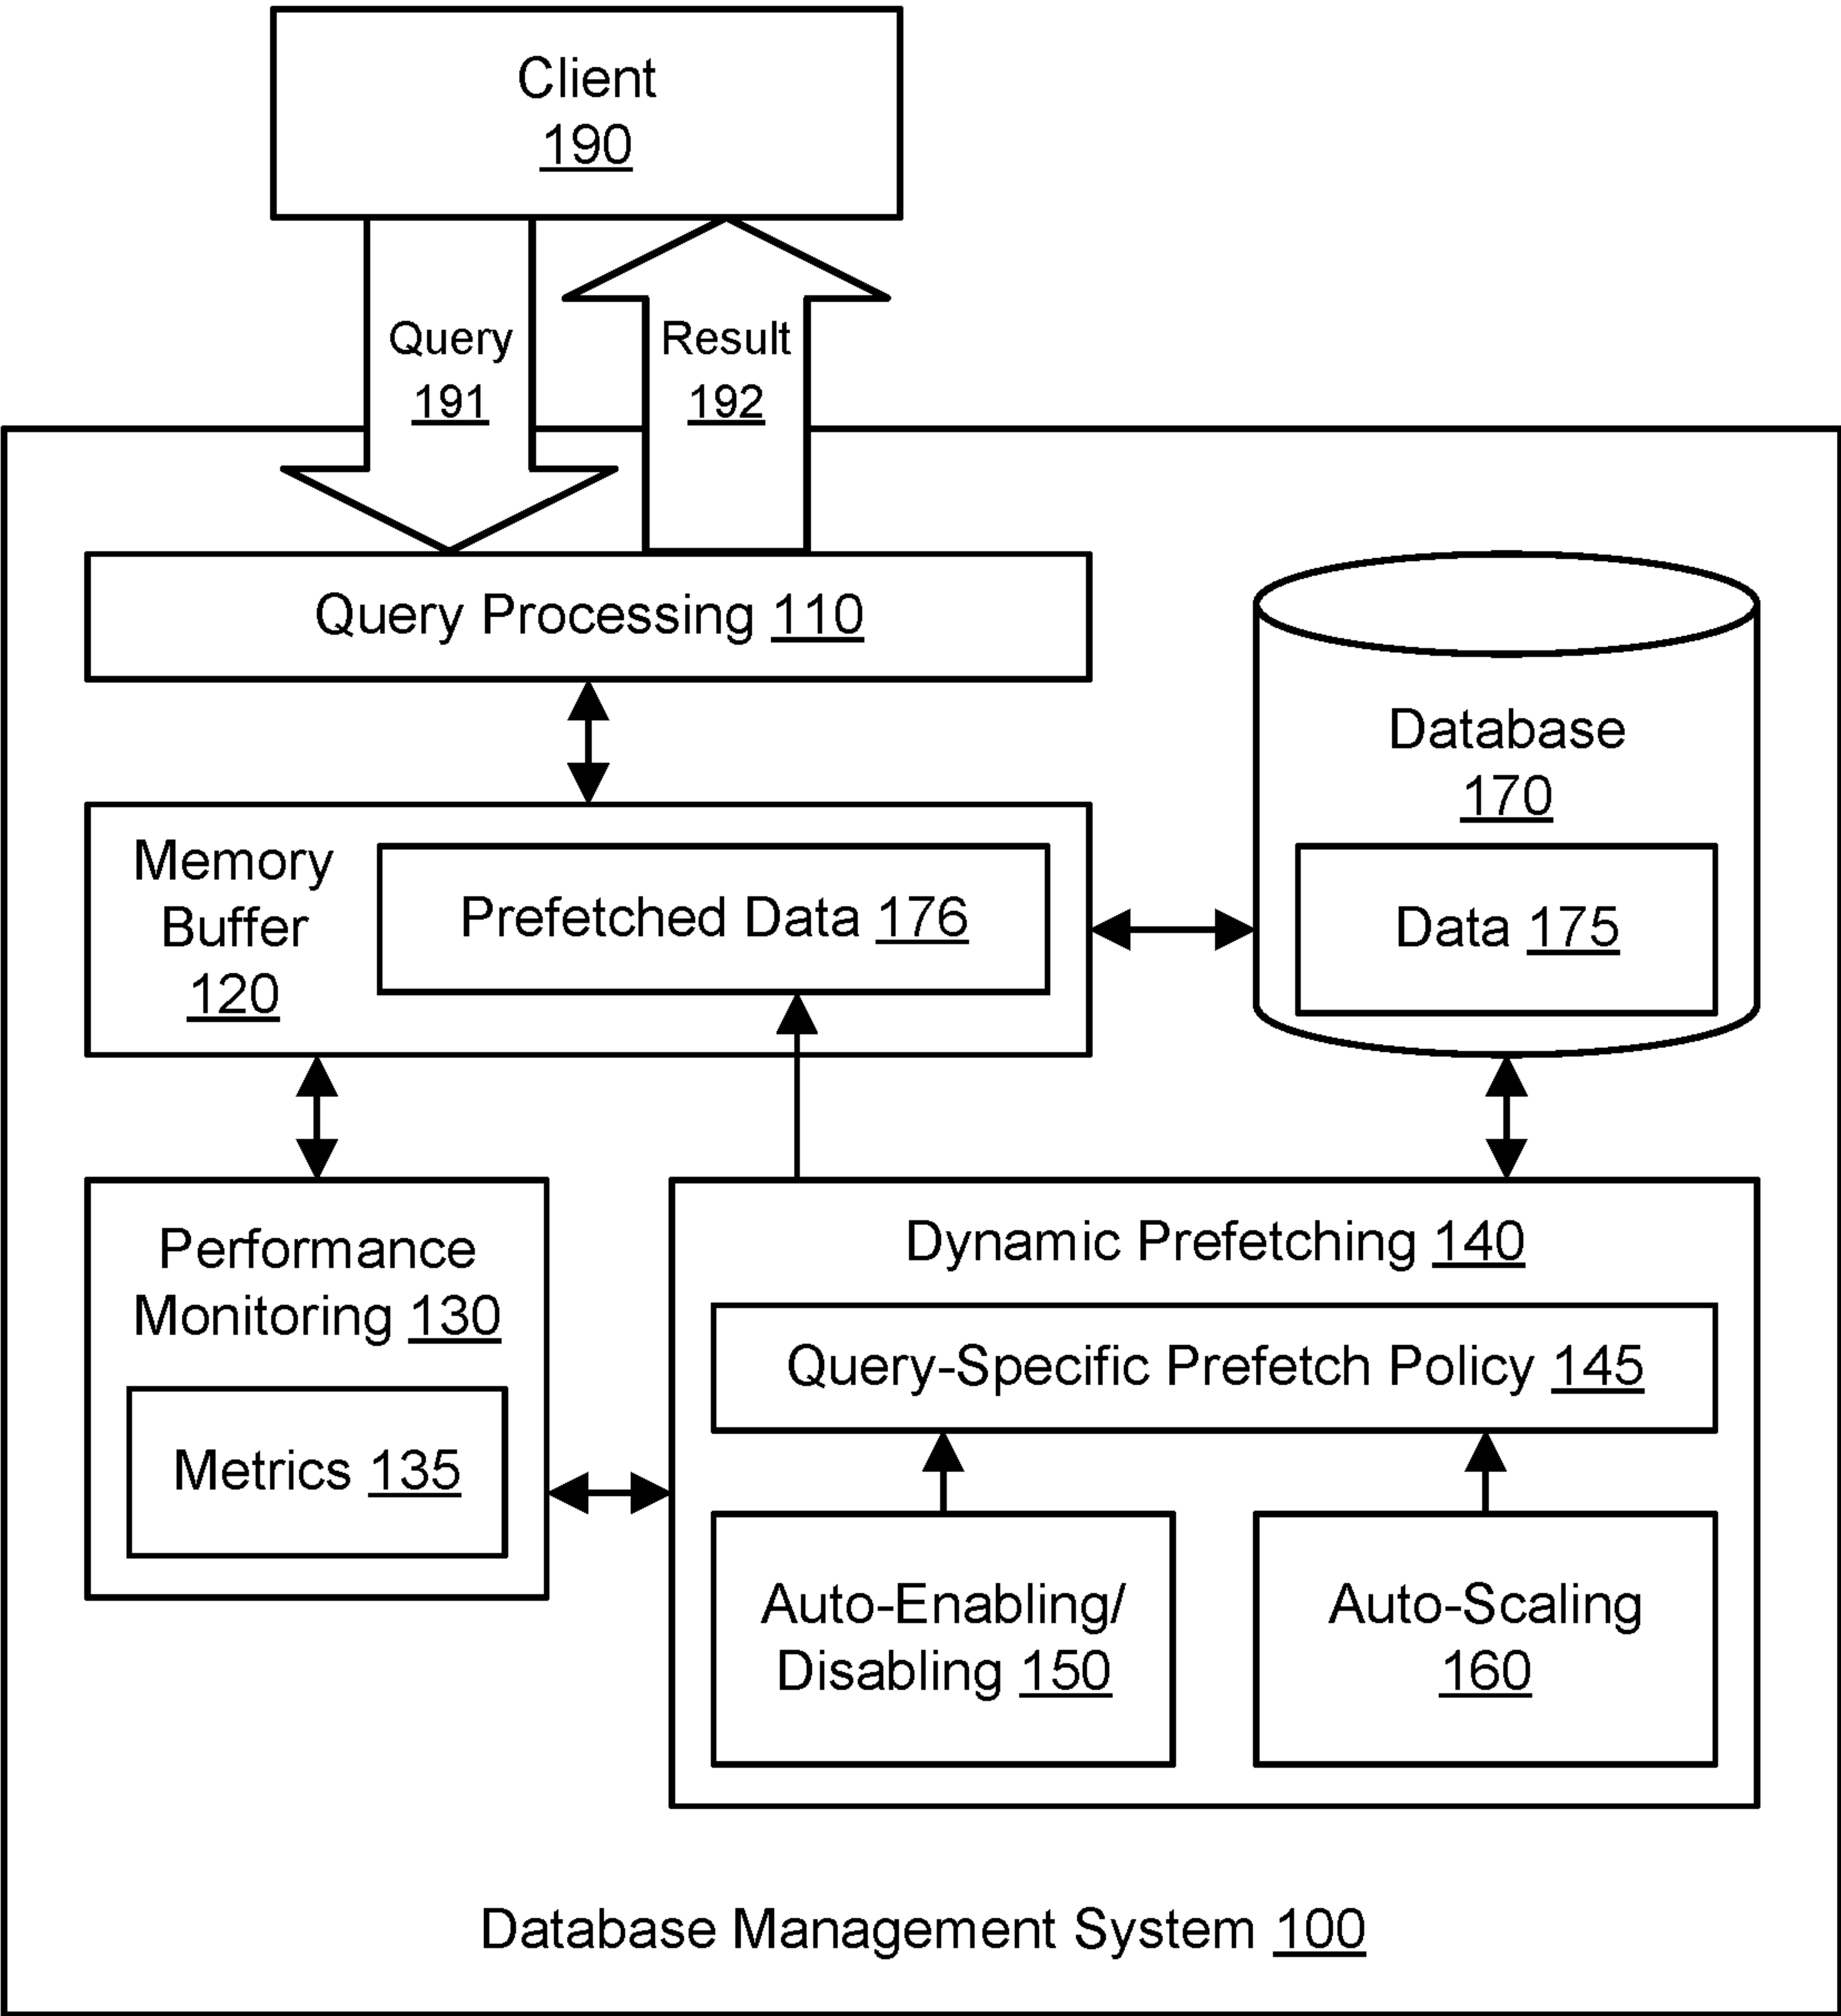 Client
190
Query
191
Result
192
Query Processing 110
Database
170
Memory
Buffer
120
Prefetched Data 176
Data 175
Performance
Monitoring 130
Metrics 135
Dynamic Prefetching 140
Query-Specific Prefetch Policy 145
Auto-Enabling/
Disabling 150
Auto-Scaling
160
Database Management System 100